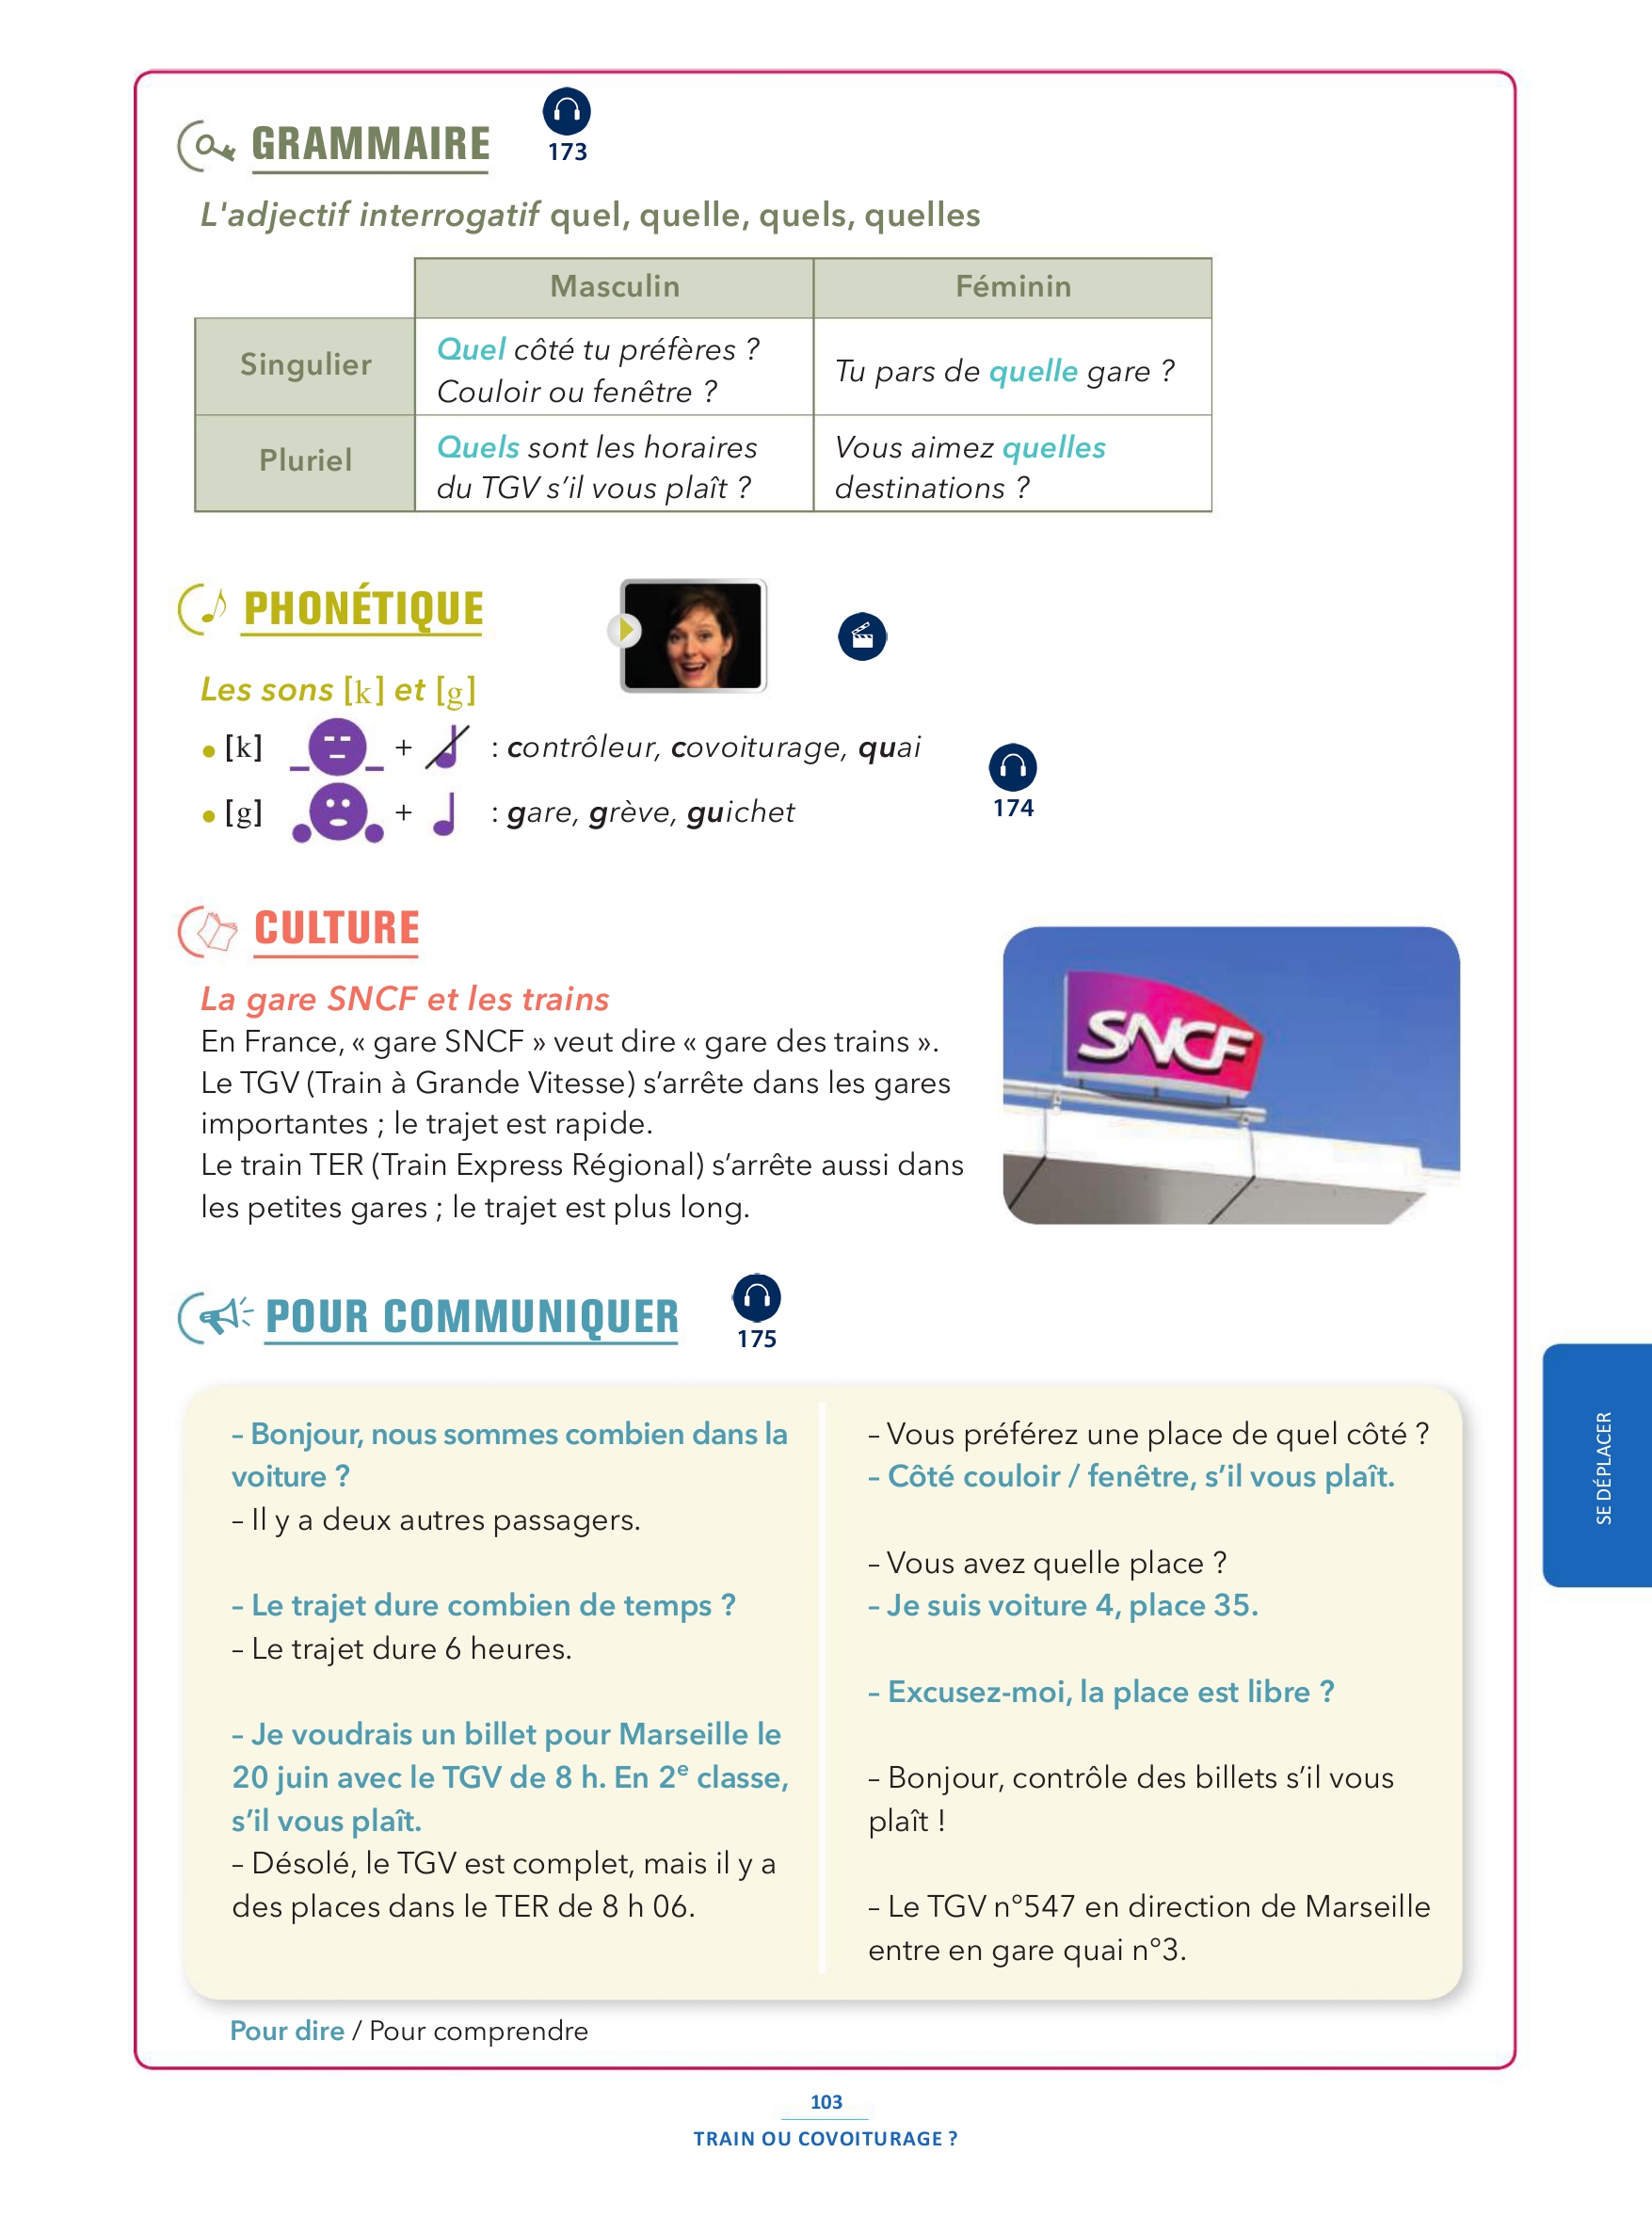 GRAMMAIRE
173
L'adjectif interrogatif quel, quelle, quels, quelles
Masculin
Féminin
Singulier
Quel côté tu préfères ?
Couloir ou fenêtre ?
Tu pars de quelle gare ?
Pluriel
Quels sont les horaires
du TGV s’il vous plaît ?
Vous aimez quelles
destinations ?
PHONÉTIQUE
Les sons [k] et [g]
• [k] + : contrôleur, covoiturage, quai
• [g] + : gare, grève, guichet
174
CULTURE
La gare SNCF et les trains
En France, « gare SNCF » veut dire « gare des trains ».
Le TGV (Train à Grande Vitesse) s’arrête dans les gares
importantes ; le trajet est rapide.
Le train TER (Train Express Régional) s’arrête aussi dans
les petites gares ; le trajet est plus long.
SNCF
POUR COMMUNIQUER
175
– Bonjour, nous sommes combien dans la
voiture ?
– Il y a deux autres passagers.
– Le trajet dure combien de temps ?
– Le trajet dure 6 heures.
– Je voudrais un billet pour Marseille le
20 juin avec le TGV de 8 h. En 2e classe,
s’il vous plaît.
– Désolé, le TGV est complet, mais il y a
des places dans le TER de 8 h 06.
– Vous préférez une place de quel côté ?
– Côté couloir / fenêtre, s’il vous plaît.
– Vous avez quelle place ?
– Je suis voiture 4, place 35.
– Excusez-moi, la place est libre ?
– Bonjour, contrôle des billets s’il vous
plaît !
– Le TGV n°547 en direction de Marseille
entre en gare quai n°3.
Pour dire / Pour comprendre
SE DÉPLACER
103
TRAIN OU COVOITURAGE ?